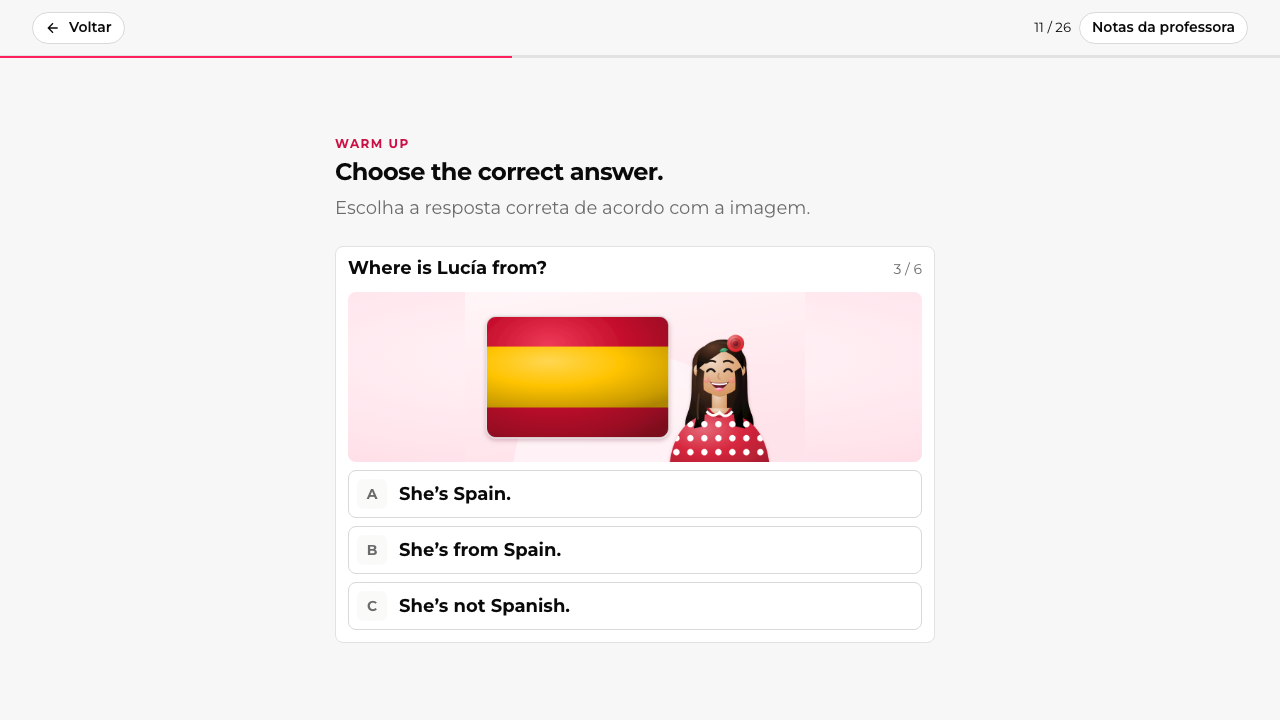 Voltar
11 / 26
Notas da professora
WARM UP
Choose the correct answer.
Escolha a resposta correta de acordo com a imagem.
Where is Lucía from?
3 / 6
A
She’s Spain.
B
She’s from Spain.
C
She’s not Spanish.